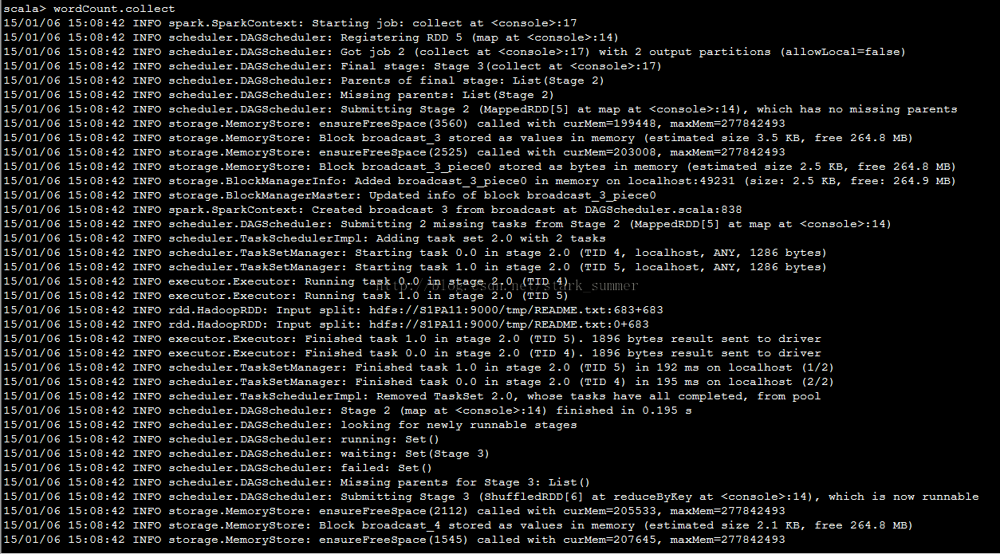 scala> wordCount.collect
15/01/06 15:08:42 INFO spark.SparkContext: Starting job: collect at <console>:17
15/01/06 15:08:42 INFO scheduler.DAGScheduler: Registering RDD 5 (map at <console>:14)
15/01/06 15:08:42 INFO scheduler.DAGScheduler: Got job 2 (collect at <console>:17) with 2 output partitions (allowLocal=false)
15/01/06 15:08:42 INFO scheduler.DAGScheduler: Final stage: Stage 3(collect at <console>:17)
15/01/06 15:08:42 INFO scheduler.DAGScheduler: Parents of final stage: List(Stage 2)
15/01/06 15:08:42 INFO scheduler.DAGScheduler: Missing parents: List(Stage 2)
15/01/06 15:08:42 INFO scheduler.DAGScheduler: Submitting Stage 2 (MappedRDD[5] at map at <console>:14), which has no missing parents
15/01/06 15:08:42 INFO storage.MemoryStore: ensureFreeSpace(3560) called with curMem=199448, maxMem=277842493
15/01/06 15:08:42 INFO storage.MemoryStore: Block broadcast_3 stored as values in memory (estimated size 3.5 KB, free 264.8 MB)
15/01/06 15:08:42 INFO storage.MemoryStore: ensureFreeSpace(2525) called with curMem=203008, maxMem=277842493
15/01/06 15:08:42 INFO storage.MemoryStore: Block broadcast_3_piece0 stored as bytes in memory (estimated size 2.5 KB, free 264.8 MB)
15/01/06 15:08:42 INFO storage.BlockManagerInfo: Added broadcast_3_piece0 in memory on localhost:49231 (size: 2.5 KB, free: 264.9 MB)
15/01/06 15:08:42 INFO storage.BlockManagerMaster: Updated info of block broadcast_3_piece0
15/01/06 15:08:42 INFO spark.SparkContext: Created broadcast 3 from broadcast at DAGScheduler.scala:838
15/01/06 15:08:42 INFO scheduler.DAGScheduler: Submitting 2 missing tasks from Stage 2 (MappedRDD[5] at map at <console>:14)
15/01/06 15:08:42 INFO scheduler.TaskSchedulerImpl: Adding task set 2.0 with 2 tasks
15/01/06 15:08:42 INFO scheduler.TaskSetManager: Starting task 0.0 in stage 2.0 (TID 4, localhost, ANY, 1286 bytes)
15/01/06 15:08:42 INFO scheduler.TaskSetManager: Starting task 1.0 in stage 2.0 (TID 5, localhost, ANY, 1286 bytes)
15/01/06 15:08:42 INFO executor.Executor: Running task 0.0 in stage 2.0 (TID 4)
http://blog.csdn.net/stark_summer
15/01/06 15:08:42 INFO executor.Executor: Running task 1.0 in stage 2.0 (TID 5)
15/01/06 15:08:42 INFO rdd.HadoopRDD: Input split: hdfs://S1PA11:9000/tmp/README.txt:683+683
15/01/06 15:08:42 INFO rdd.HadoopRDD: Input split: hdfs://S1PA11:9000/tmp/README.txt:0+683
15/01/06 15:08:42 INFO executor.Executor: Finished task 1.0 in stage 2.0 (TID 5). 1896 bytes result sent to driver
15/01/06 15:08:42 INFO executor.Executor: Finished task 0.0 in stage 2.0 (TID 4). 1896 bytes result sent to driver
15/01/06 15:08:42 INFO scheduler.TaskSetManager: Finished task 1.0 in stage 2.0 (TID 5) in 192 ms on localhost (1/2)
15/01/06 15:08:42 INFO scheduler.TaskSetManager: Finished task 0.0 in stage 2.0 (TID 4) in 195 ms on localhost (2/2)
15/01/06 15:08:42 INFO scheduler.TaskSchedulerImpl: Removed TaskSet 2.0, whose tasks have all completed, from pool
15/01/06 15:08:42 INFO scheduler.DAGScheduler: Stage 2 (map at <console>:14) finished in 0.195 s
15/01/06 15:08:42 INFO scheduler.DAGScheduler: looking for newly runnable stages
15/01/06 15:08:42 INFO scheduler.DAGScheduler: running: Set()
15/01/06 15:08:42 INFO scheduler.DAGScheduler: waiting: Set(Stage 3)
15/01/06 15:08:42 INFO scheduler.DAGScheduler: failed: Set()
15/01/06 15:08:42 INFO scheduler.DAGScheduler: Missing parents for Stage 3: List()
15/01/06 15:08:42 INFO scheduler.DAGScheduler: Submitting Stage 3 (ShuffledRDD[6] at reduceByKey at <console>:14), which is now runnable
15/01/06 15:08:42 INFO storage.MemoryStore: ensureFreeSpace(2112) called with curMem=205533, maxMem=277842493
15/01/06 15:08:42 INFO storage.MemoryStore: Block broadcast_4 stored as values in memory (estimated size 2.1 KB, free 264.8 MB)
15/01/06 15:08:42 INFO storage.MemoryStore: ensureFreeSpace(1545) called with curMem=207645, maxMem=277842493